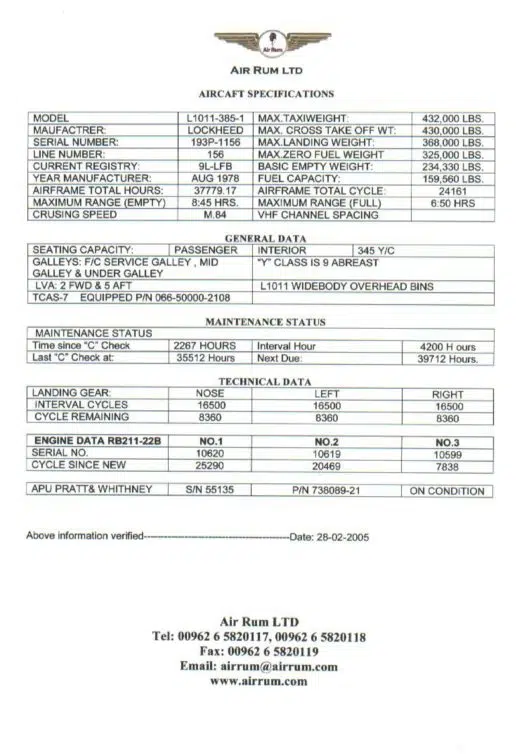 Air Rum
AIR RUM LTD
AIRCAFT SPECIFICATIONS
MODEL L1011-385-1 MAX.TAXIWEIGHT: 432,000 LBS.
MAUFACTRER: LOCKHEED MAX. CROSS TAKE OFF WT: 430,000 LBS.
SERIAL NUMBER: 193P-1156 MAX.LANDING WEIGHT: 368,000 LBS.
LINE NUMBER: 156 MAX.ZERO FUEL WEIGHT 325,000 LBS.
CURRENT REGISTRY: 9L-LFB BASIC EMPTY WEIGHT: 234,330 LBS.
YEAR MANUFACTURER: AUG 1978 FUEL CAPACITY: 159,560 LBS.
AIRFRAME TOTAL HOURS: 37779.17 AIRFRAME TOTAL CYCLE: 24161
MAXIMUM RANGE (EMPTY) 8:45 HRS. MAXIMUM RANGE (FULL) 6:50 HRS
CRUSING SPEED M.84 VHF CHANNEL SPACING
GENERAL DATA
SEATING CAPACITY: PASSENGER INTERIOR 345 Y/C
GALLEYS: F/C SERVICE GALLEY , MID "Y" CLASS IS 9 ABREAST
GALLEY & UNDER GALLEY
LVA: 2 FWD & 5 AFT L1011 WIDEBODY OVERHEAD BINS
TCAS-7 EQUIPPED P/N 066-50000-2108
MAINTENANCE STATUS
MAINTENANCE STATUS
Time since "C" Check 2267 HOURS Interval Hour 4200 H ours
Last "C" Check at: 35512 Hours Next Due: 39712 Hours.
TECHNICAL DATA
LANDING GEAR: NOSE LEFT RIGHT
INTERVAL CYCLES 16500 16500 16500
CYCLE REMAINING 8360 8360 8360
ENGINE DATA RB211-22B NO.1 NO.2 NO.3
SERIAL NO. 10620 10619 10599
CYCLE SINCE NEW 25290 20469 7838
APU PRATT& WHITHNEY S/N 55135 P/N 738089-21 ON CONDITION
Above information verified--------------------------------------------Date: 28-02-2005
Air Rum LTD
Tel: 00962 6 5820117, 00962 6 5820118
Fax: 00962 6 5820119
Email: airrum@airrum.com
www.airrum.com